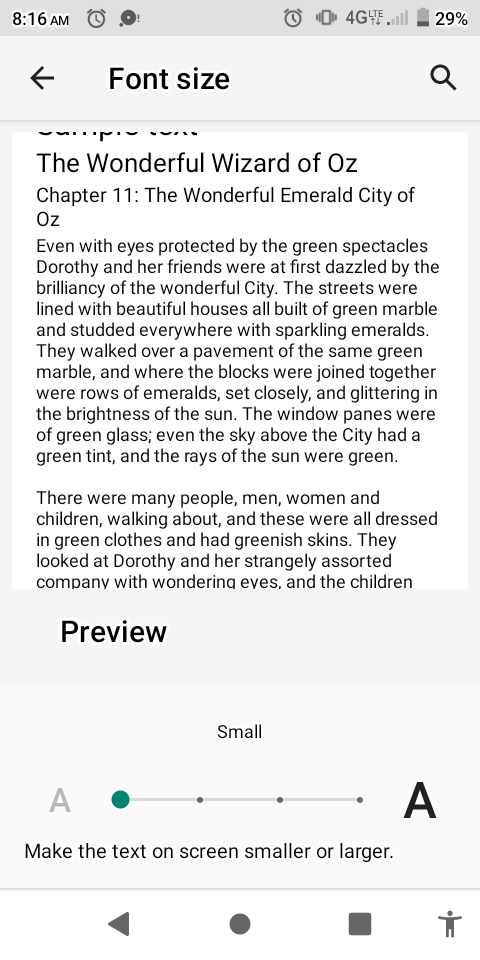 8:16 AM 4G LTE 29%
Font size
Sample text
The Wonderful Wizard of Oz
Chapter 11: The Wonderful Emerald City of
Oz
Even with eyes protected by the green spectacles
Dorothy and her friends were at first dazzled by the
brilliancy of the wonderful City. The streets were
lined with beautiful houses all built of green marble
and studded everywhere with sparkling emeralds.
They walked over a pavement of the same green
marble, and where the blocks were joined together
were rows of emeralds, set closely, and glittering in
the brightness of the sun. The window panes were
of green glass; even the sky above the City had a
green tint, and the rays of the sun were green.
There were many people, men, women and
children, walking about, and these were all dressed
in green clothes and had greenish skins. They
looked at Dorothy and her strangely assorted
company with wondering eyes, and the children
Preview
Small
A A
Make the text on screen smaller or larger.